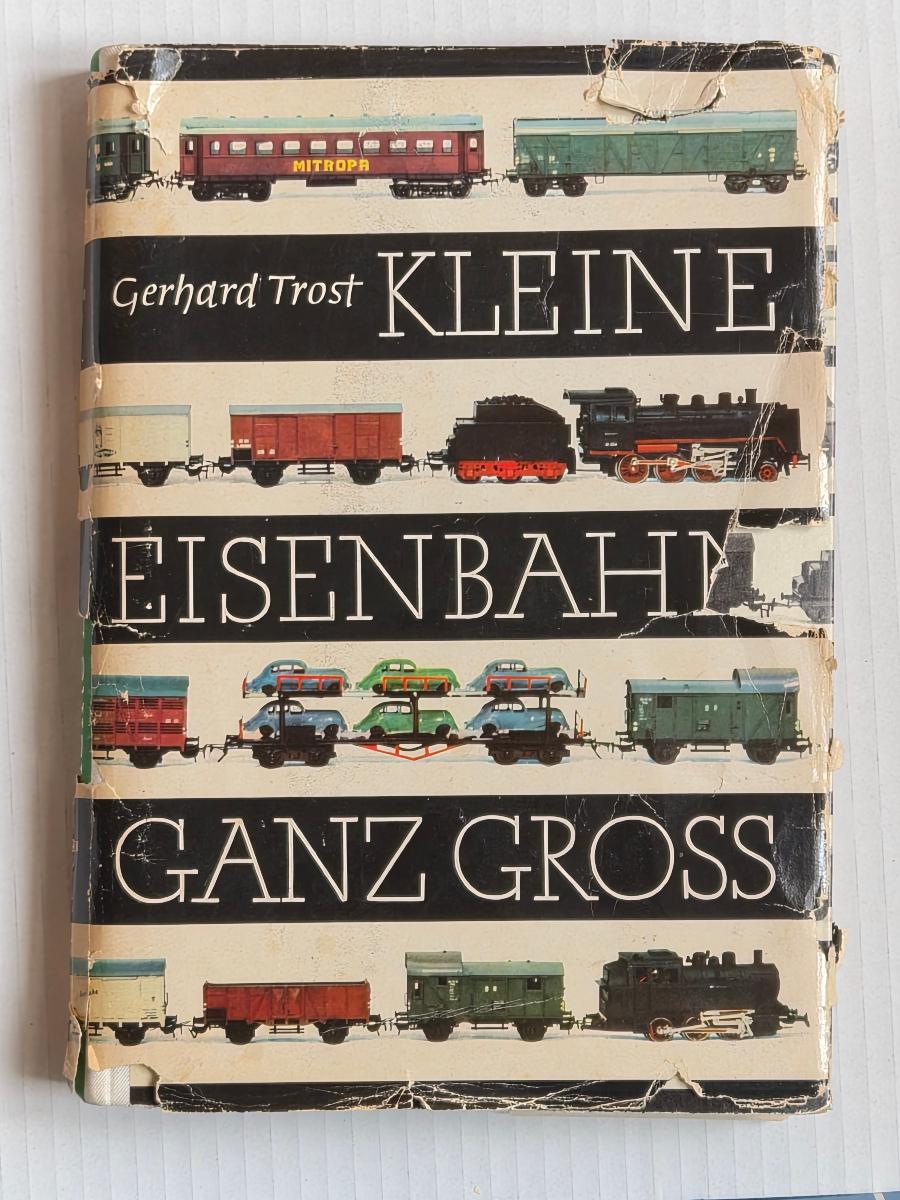 MITROPA
Gerhard Trost KLEINE
EISENBAHN
GANZ GROSS